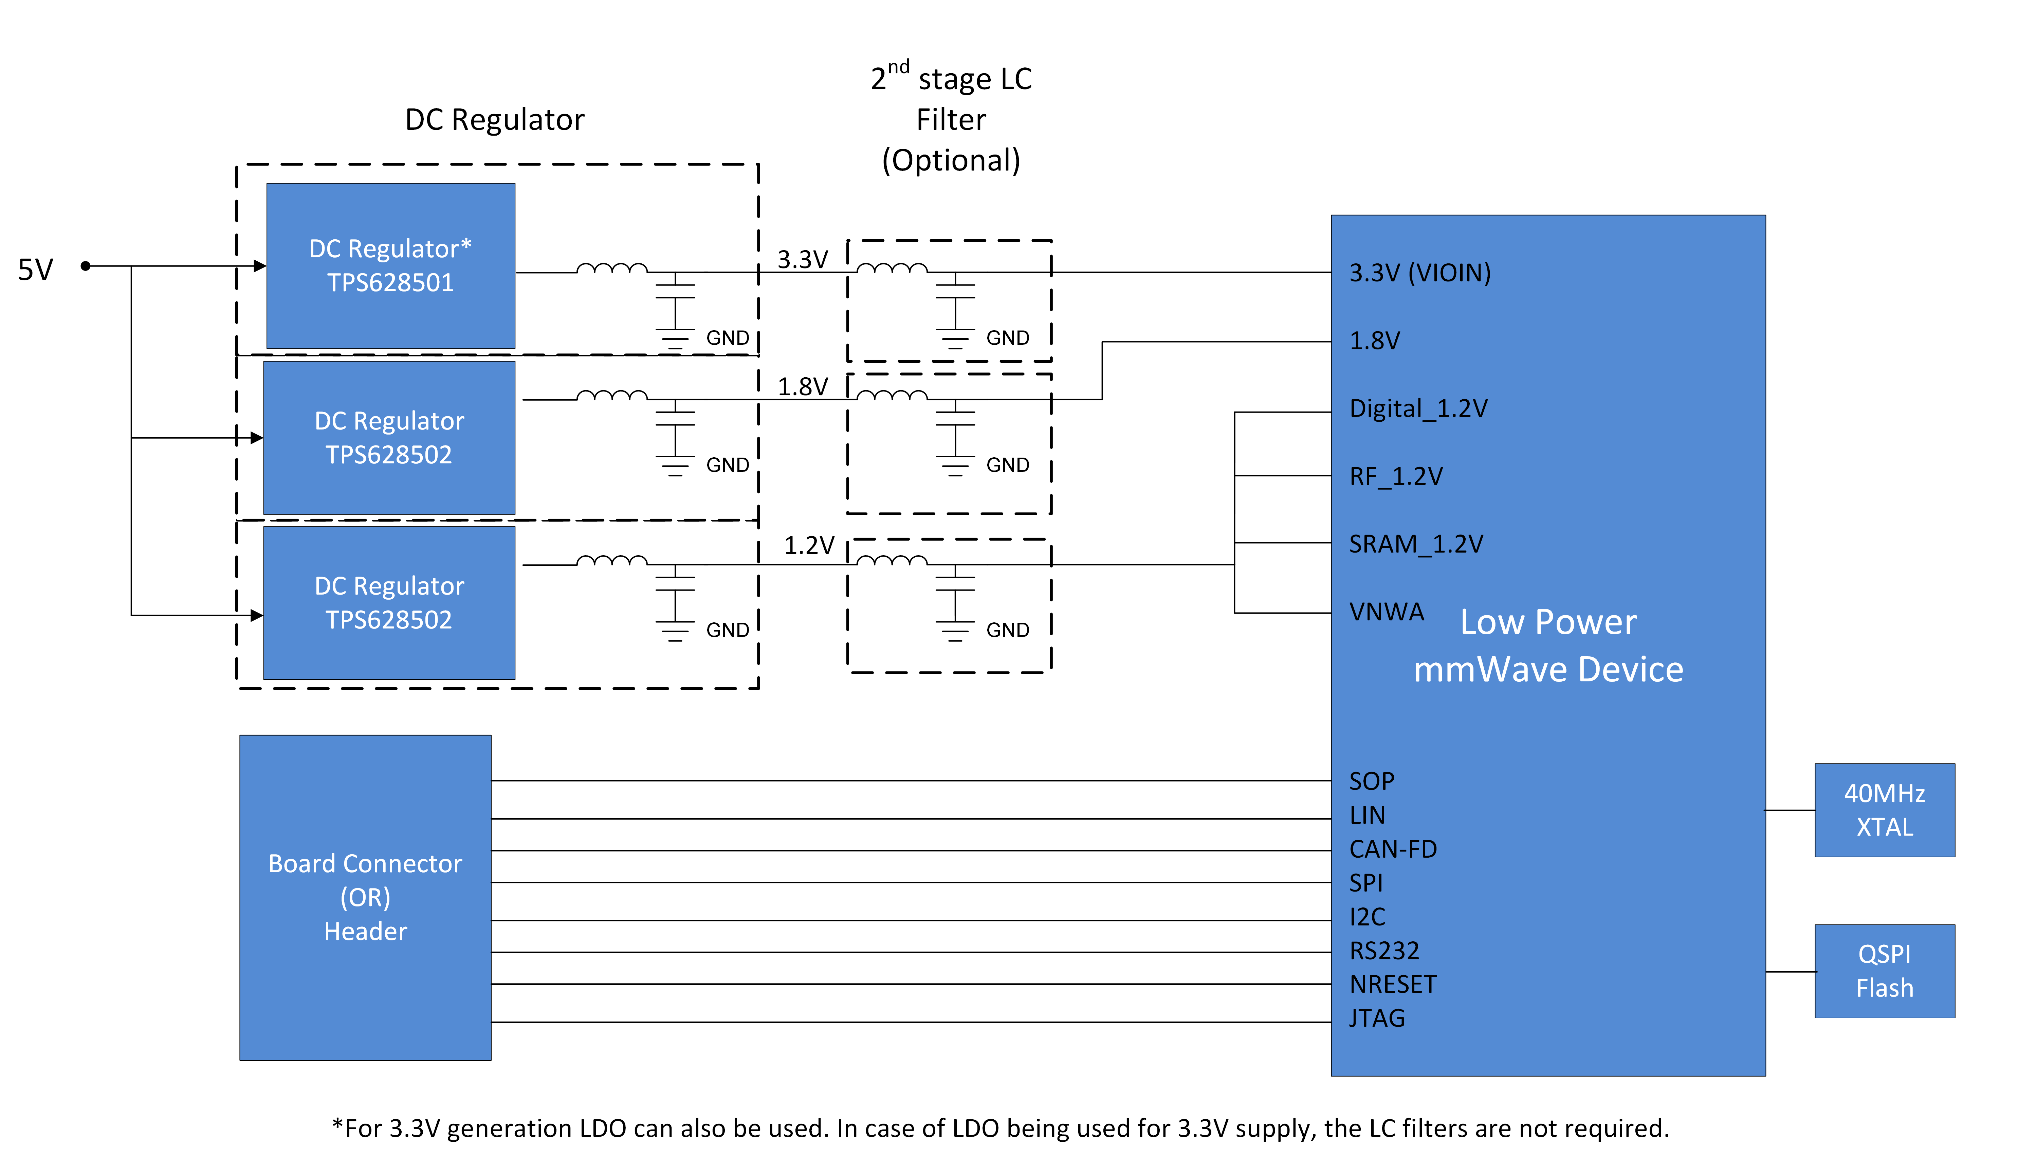 2nd stage LC
Filter
(Optional)
DC Regulator
5V
DC Regulator*
TPS628501
GND
3.3V
GND
3.3V (VIOIN)
DC Regulator
TPS628502
GND
1.8V
GND
1.8V
DC Regulator
TPS628502
GND
1.2V
GND
Digital_1.2V
RF_1.2V
SRAM_1.2V
VNWA
Low Power
mmWave Device
Board Connector
(OR)
Header
SOP
LIN
CAN-FD
SPI
I2C
RS232
NRESET
JTAG
40MHz
XTAL
QSPI
Flash
*For 3.3V generation LDO can also be used. In case of LDO being used for 3.3V supply, the LC filters are not required.